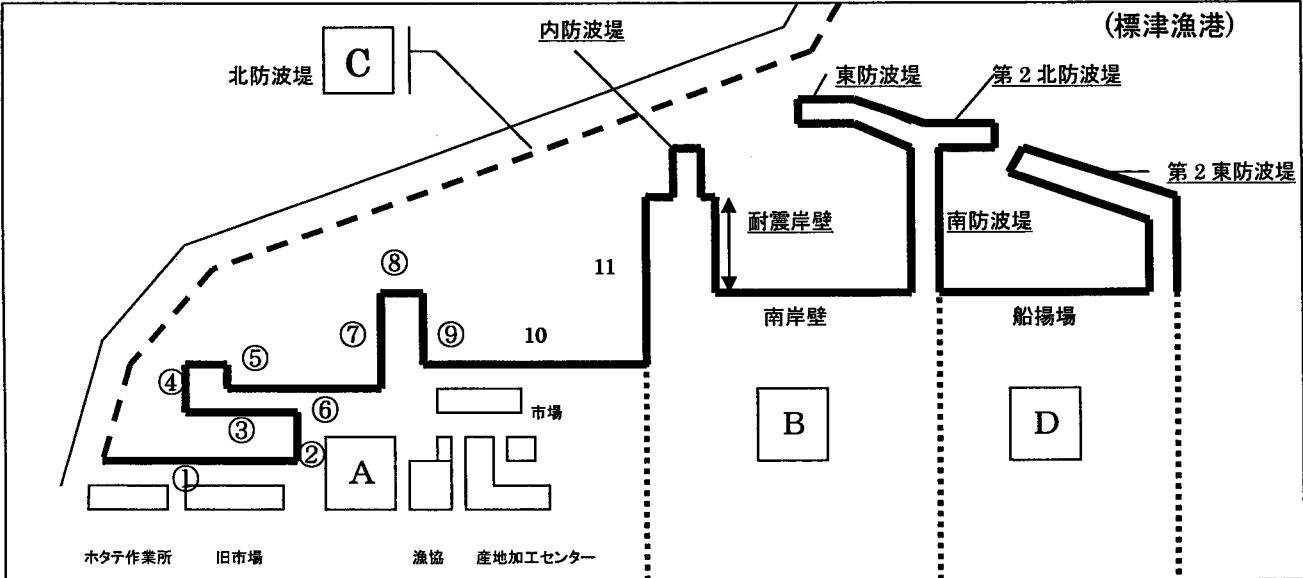 (標津漁港)
内防波堤
北防波堤
C
東防波堤
第2北防波堤
第2東防波堤
耐震岸壁
南防波堤
⑧
11
南岸壁
船揚場
⑦
⑨
10
⑤
④
⑥
市場
③
②
A
B
D
①
ホタテ作業所
旧市場
漁協
産地加工センター